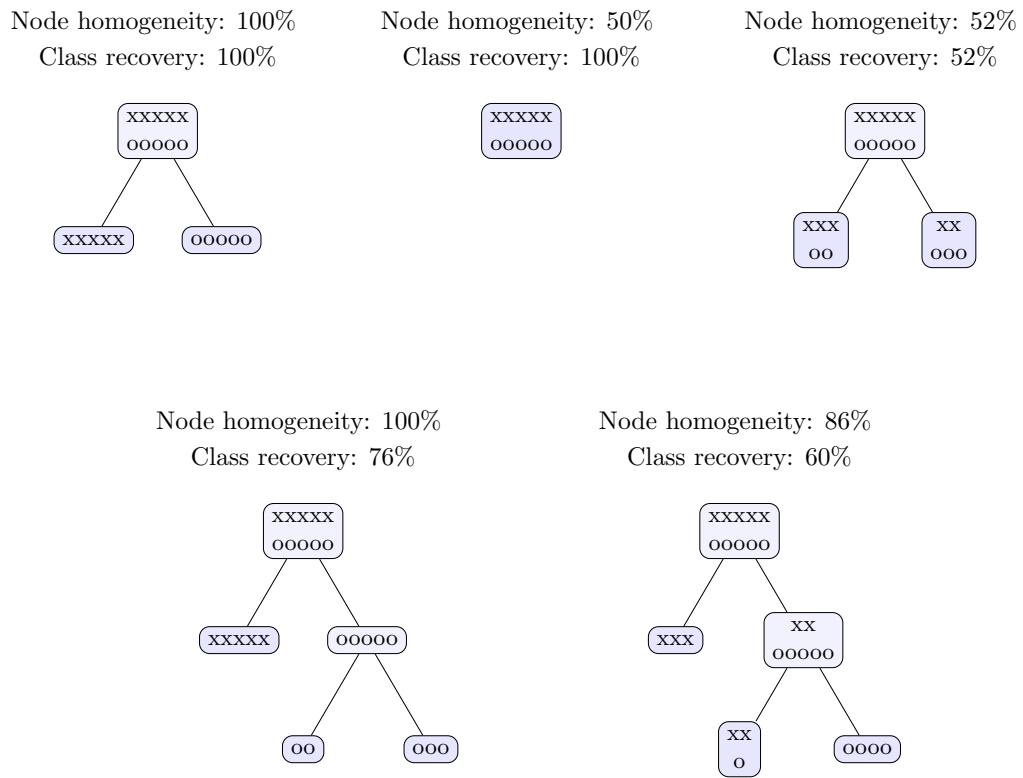 Node homogeneity: 100%
Class recovery: 100%
xxxxx
ooooo
xxxxx
ooooo
Node homogeneity: 50%
Class recovery: 100%
xxxxx
ooooo
Node homogeneity: 52%
Class recovery: 52%
xxxxx
ooooo
xxx
oo
xx
ooo
Node homogeneity: 100%
Class recovery: 76%
xxxxx
ooooo
xxxxx
ooooo
oo
ooo
Node homogeneity: 86%
Class recovery: 60%
xxxxx
ooooo
xxx
xx
ooooo
xx
o
oooo